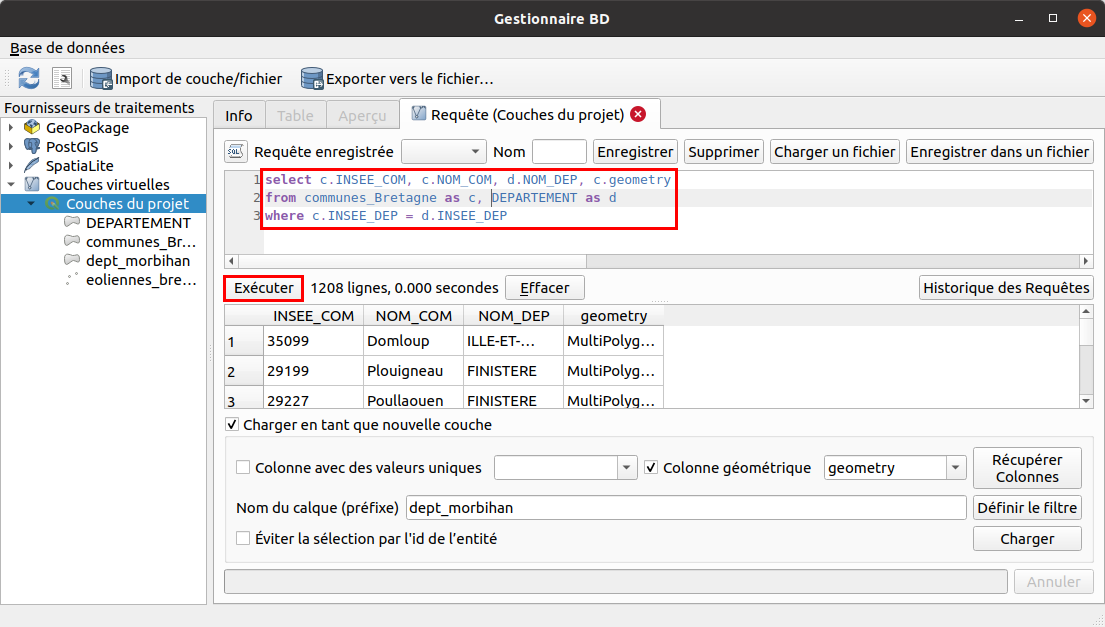 Gestionnaire BD
Base de données
Import de couche/fichier Exporter vers le fichier...
Fournisseurs de traitements
GeoPackage
PostGIS
SpatiaLite
Couches virtuelles
Couches du projet
DEPARTEMENT
communes_Br...
dept_morbihan
eoliennes_bre...
Info Table Aperçu Requête (Couches du projet)
SQL Requête enregistrée Nom Enregistrer Supprimer Charger un fichier Enregistrer dans un fichier
1 select c.INSEE_COM, c.NOM_COM, d.NOM_DEP, c.geometry
2 from communes_Bretagne as c, DEPARTEMENT as d
3 where c.INSEE_DEP = d.INSEE_DEP
Exécuter 1208 lignes, 0.000 secondes Effacer Historique des Requêtes
INSEE_COM NOM_COM NOM_DEP geometry
1 35099 Domloup ILLE-ET-... MultiPolyg...
2 29199 Plouigneau FINISTERE MultiPolyg...
3 29227 Poullaouen FINISTERE MultiPolyg...
Charger en tant que nouvelle couche
Colonne avec des valeurs uniques Colonne géométrique geometry Récupérer
Colonnes
Nom du calque (préfixe) dept_morbihan Définir le filtre
Éviter la sélection par l'id de l'entité Charger
Annuler